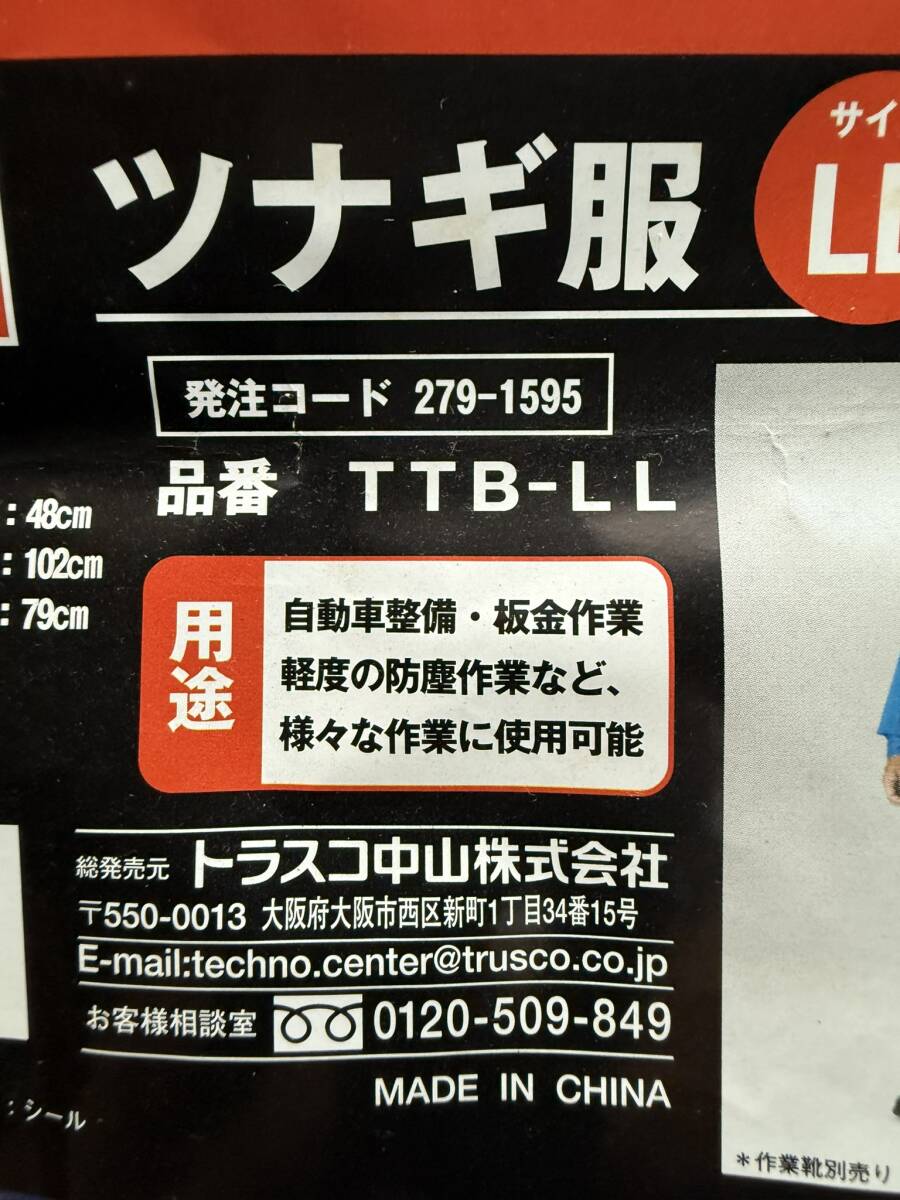 ツナギ服
サイ
LL
発注コード 279-1595
品番 TTB-LL
：48cm
：102cm
：79cm
用途
自動車整備・板金作業
軽度の防塵作業など、
様々な作業に使用可能
総発売元 トラスコ中山株式会社
〒550-0013 大阪府大阪市西区新町1丁目34番15号
E-mail:techno.center@trusco.co.jp
お客様相談室 0120-509-849
MADE IN CHINA
：シール
＊作業靴別売り